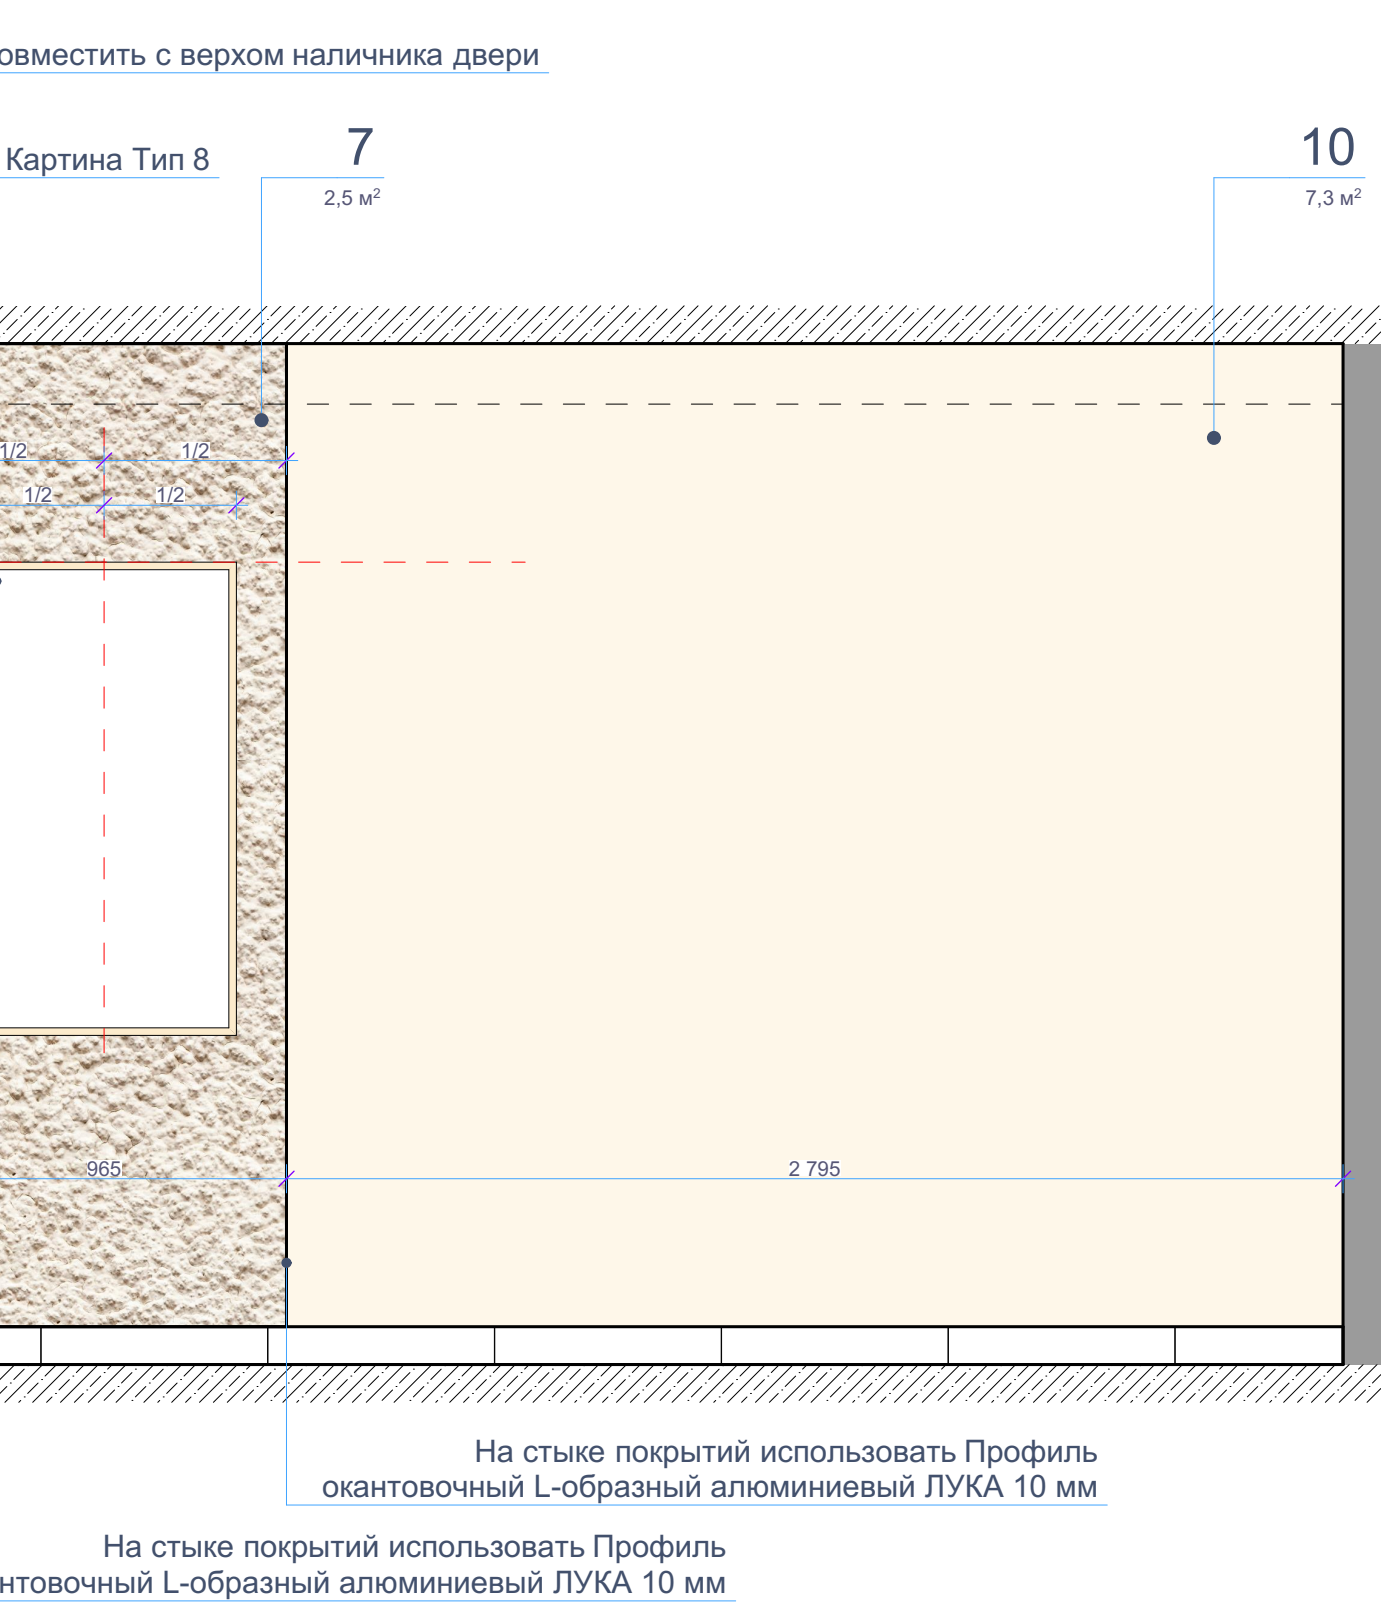 овместить с верхом наличника двери
Картина Тип 8
7
2,5 м²
10
7,3 м²
1/2
1/2
1/2
1/2
965
2 795
На стыке покрытий использовать Профиль
окантовочный L-образный алюминиевый ЛУКА 10 мм
На стыке покрытий использовать Профиль
нтовочный L-образный алюминиевый ЛУКА 10 мм